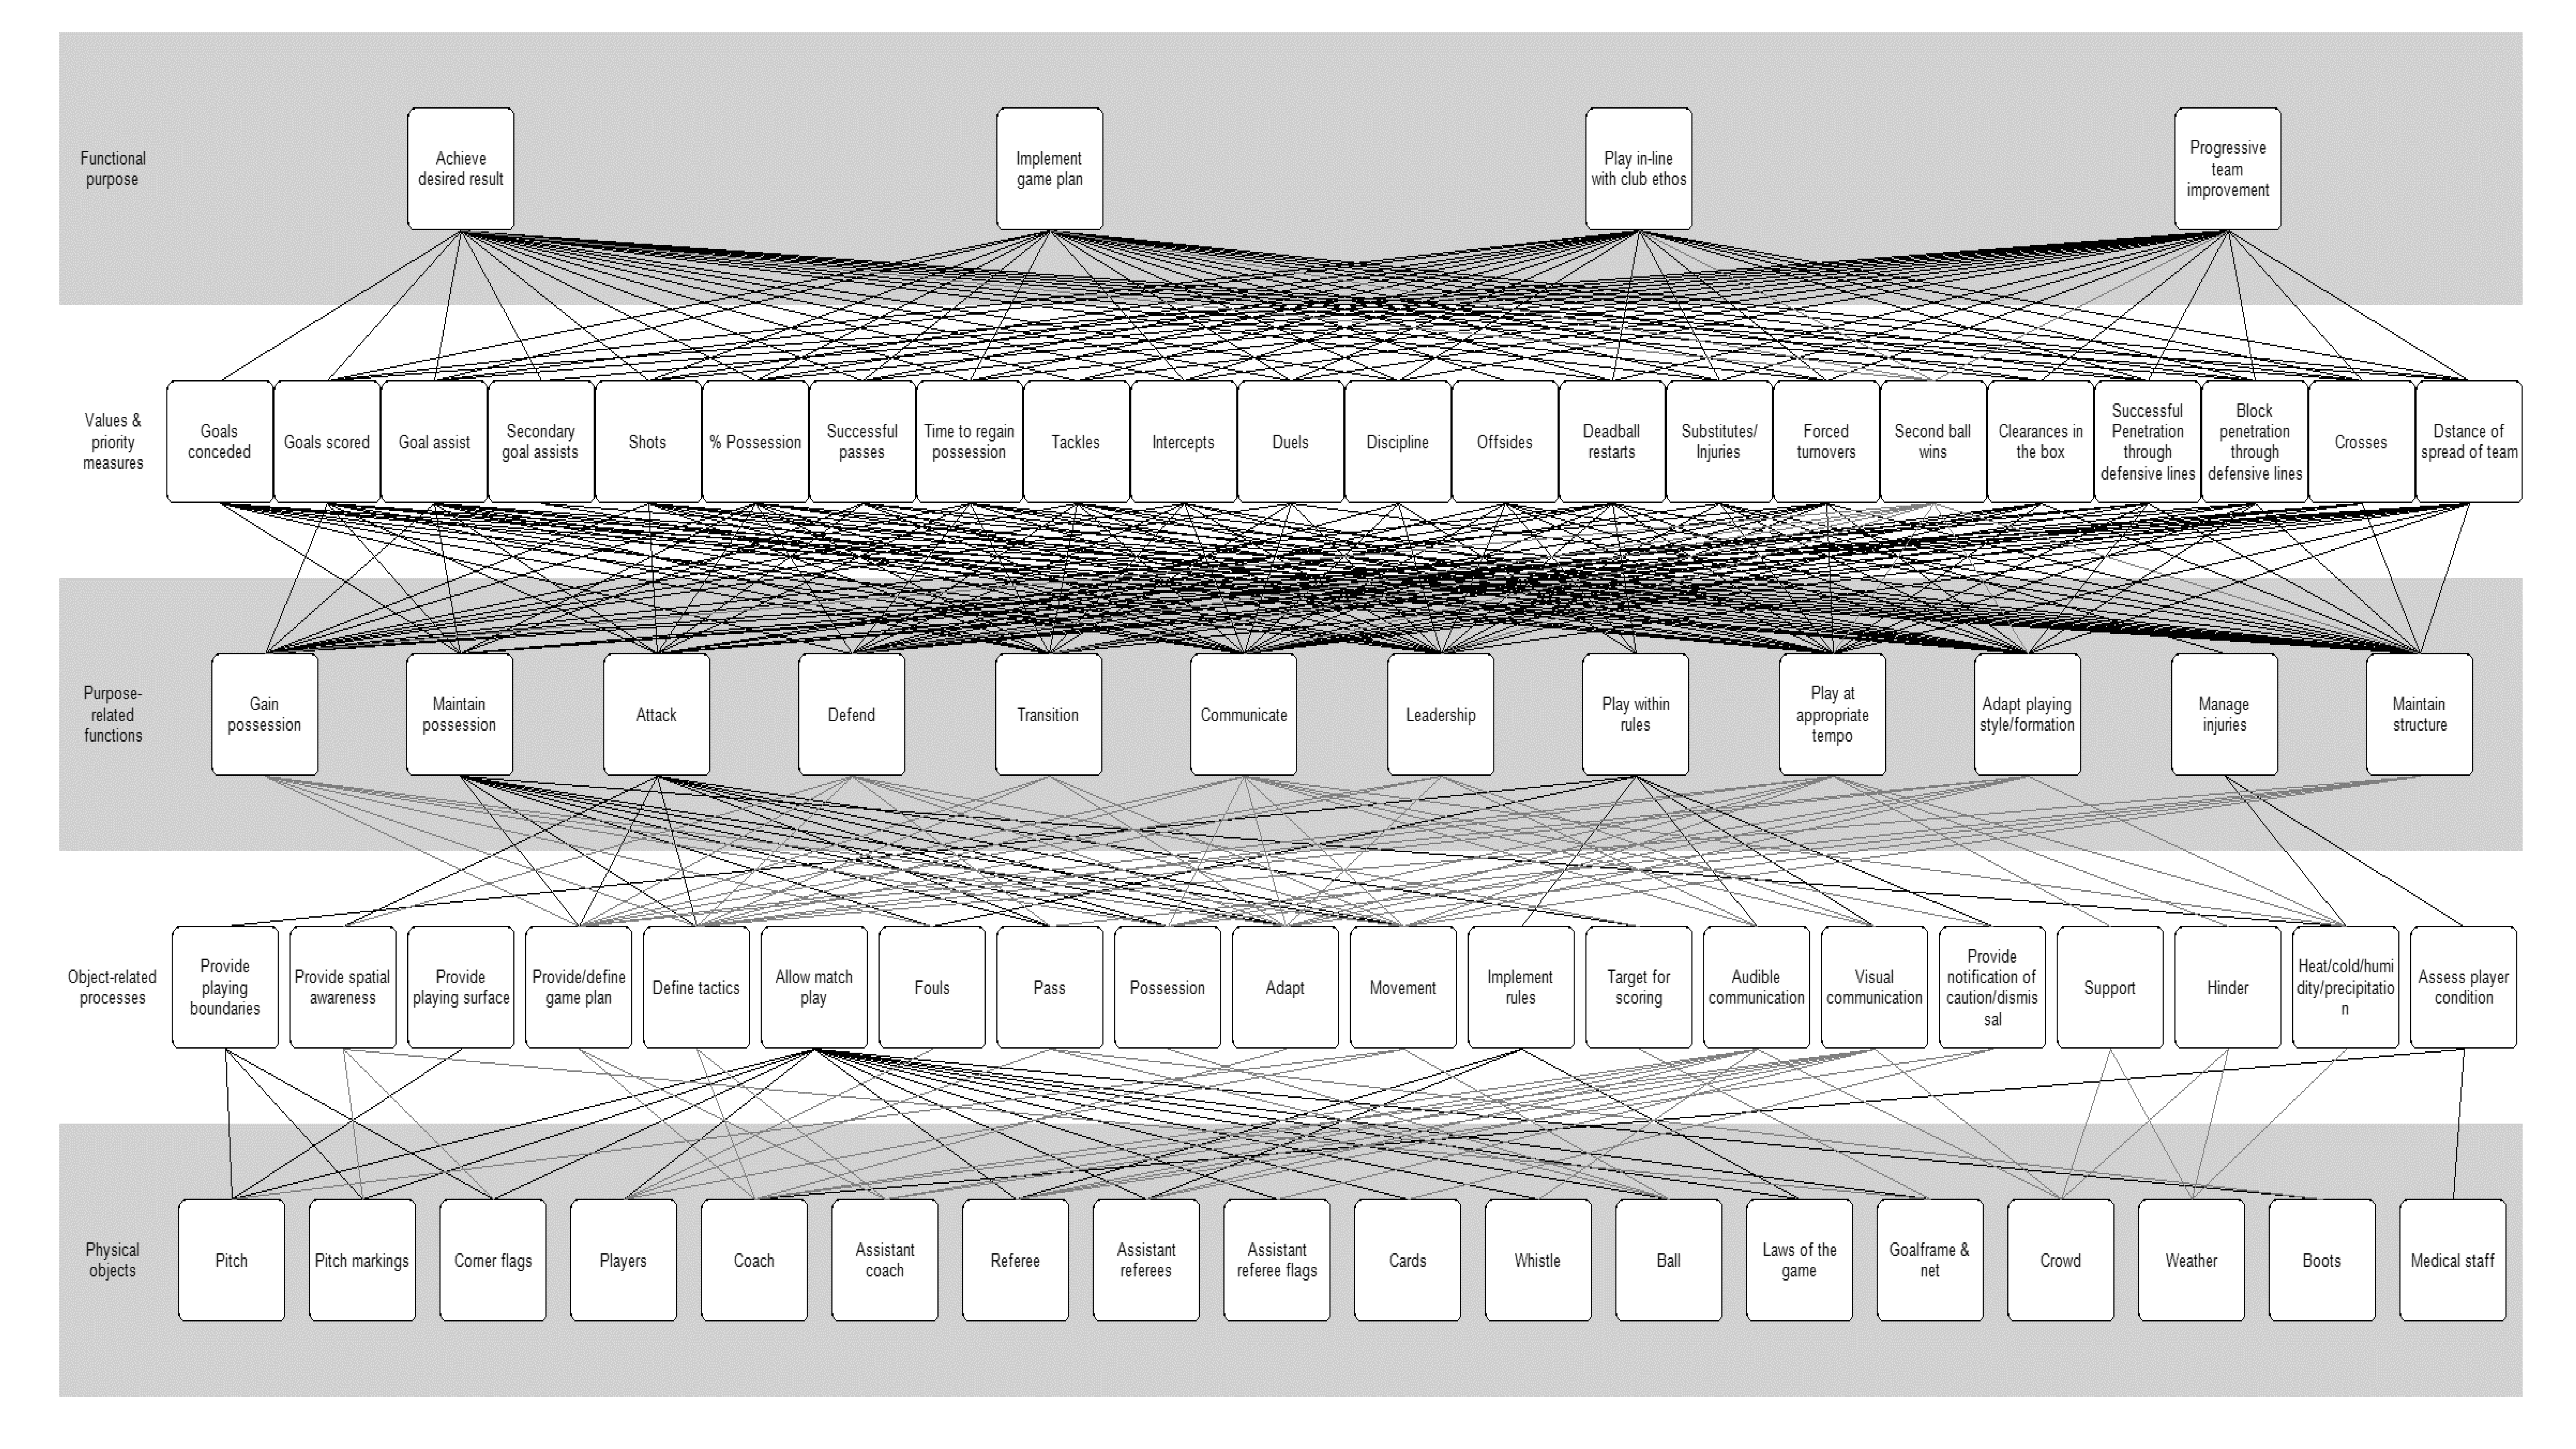 Functional
purpose
Achieve
desired result
Implement
game plan
Play in-line
with club ethos
Progressive
team
improvement
Values &
priority
measures
Goals
conceded
Goals scored
Goal assist
Secondary
goal assists
Shots
% Possession
Successful
passes
Time to regain
possession
Tackles
Intercepts
Duels
Discipline
Offsides
Deadball
restarts
Substitutes/
Injuries
Forced
turnovers
Second ball
wins
Clearances in
the box
Successful
Penetration
through
defensive lines
Block
penetration
through
defensive lines
Crosses
Dstance of
spread of team
Purpose-
related
functions
Gain
possession
Maintain
possession
Attack
Defend
Transition
Communicate
Leadership
Play within
rules
Play at
appropriate
tempo
Adapt playing
style/formation
Manage
injuries
Maintain
structure
Object-related
processes
Provide
playing
boundaries
Provide spatial
awareness
Provide
playing surface
Provide/define
game plan
Define tactics
Allow match
play
Fouls
Pass
Possession
Adapt
Movement
Implement
rules
Target for
scoring
Audible
communication
Visual
communication
Provide
notification of
caution/dismis
sal
Support
Hinder
Heat/cold/humi
dity/precipitatio
n
Assess player
condition
Physical
objects
Pitch
Pitch markings
Corner flags
Players
Coach
Assistant
coach
Referee
Assistant
referees
Assistant
referee flags
Cards
Whistle
Ball
Laws of the
game
Goalframe &
net
Crowd
Weather
Boots
Medical staff